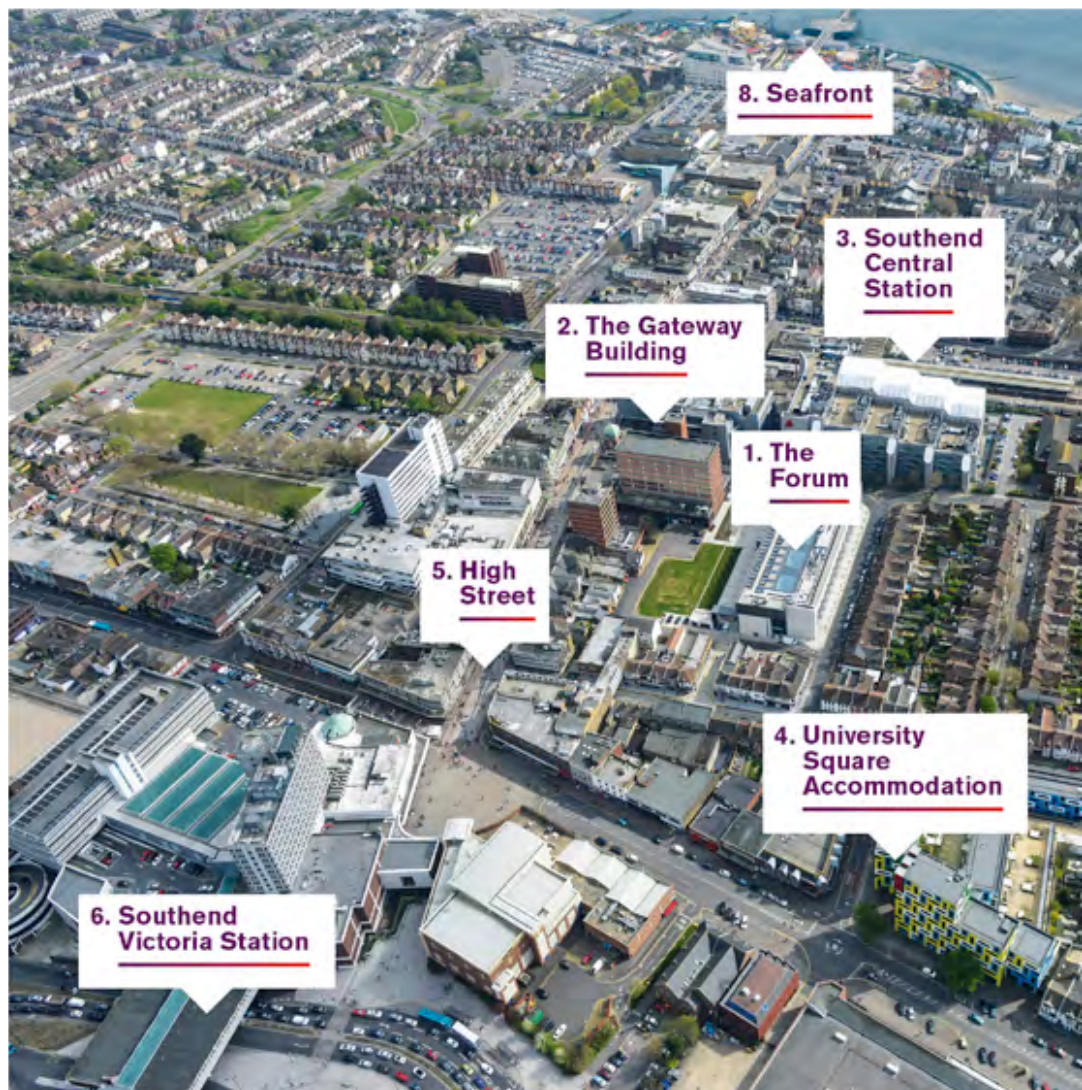 8. Seafront
3. Southend
Central
Station
2. The Gateway
Building
1. The
Forum
5. High
Street
4. University
Square
Accommodation
6. Southend
Victoria Station